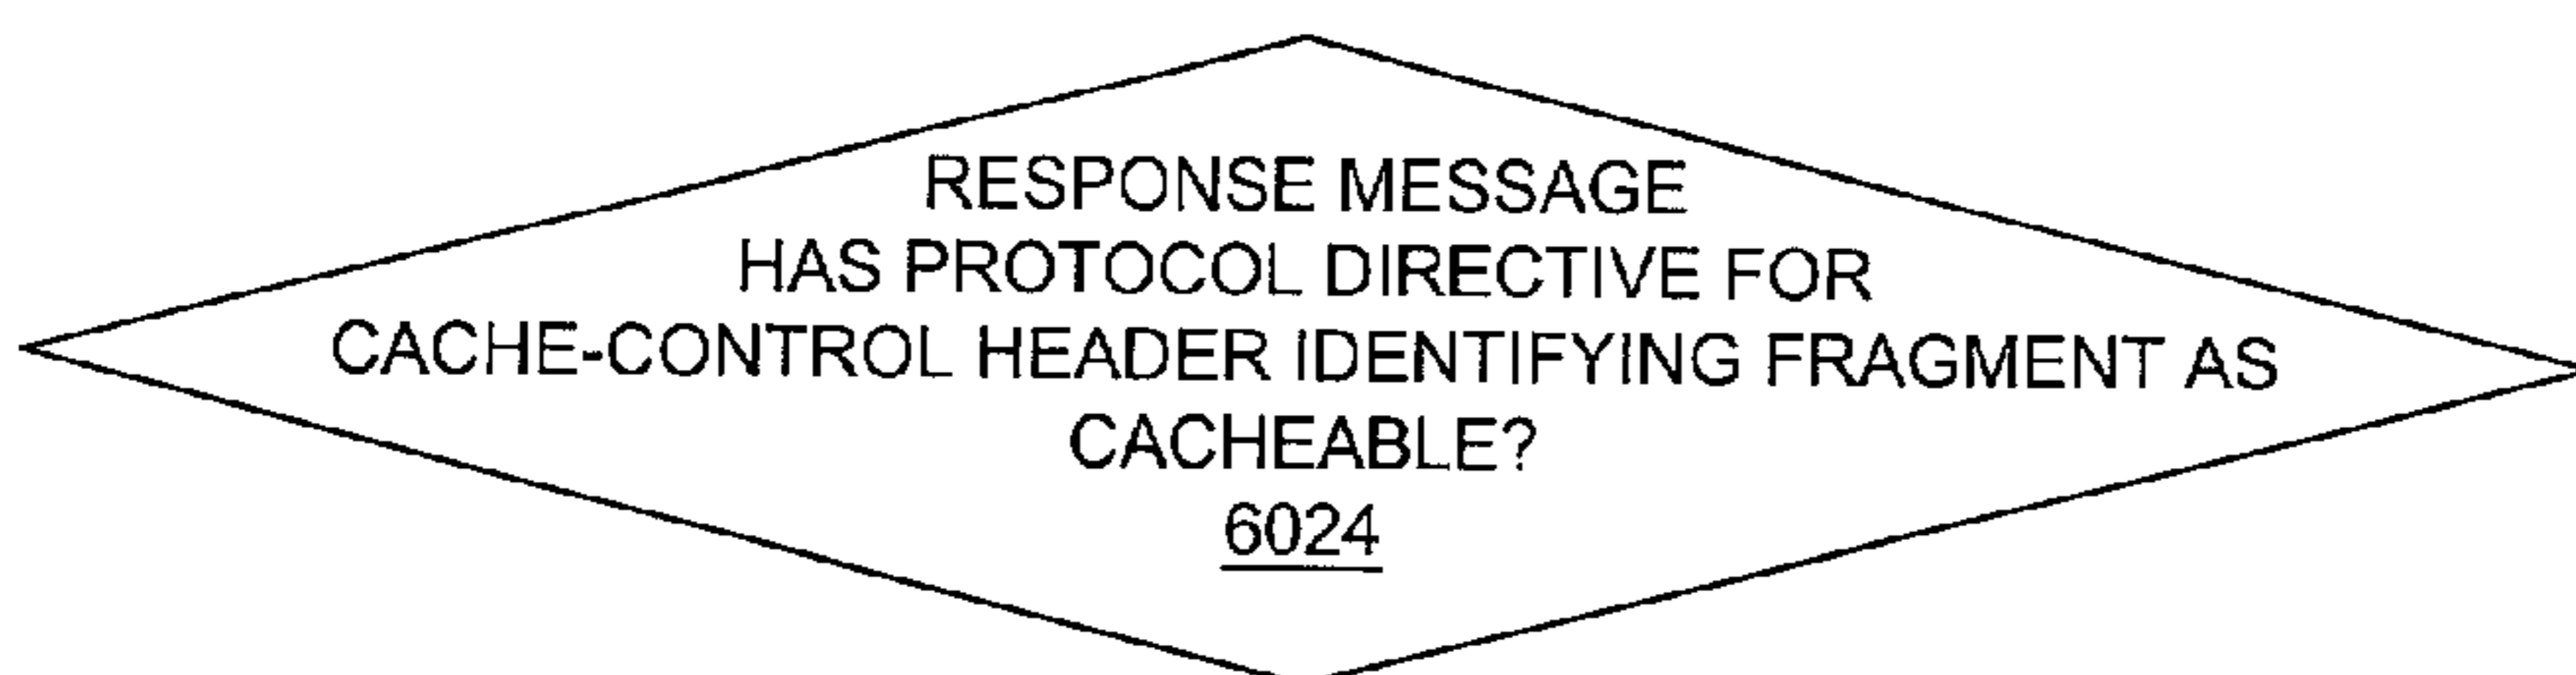 RESPONSE MESSAGE
HAS PROTOCOL DIRECTIVE FOR
CACHE-CONTROL HEADER IDENTIFYING FRAGMENT AS
CACHEABLE?
6024